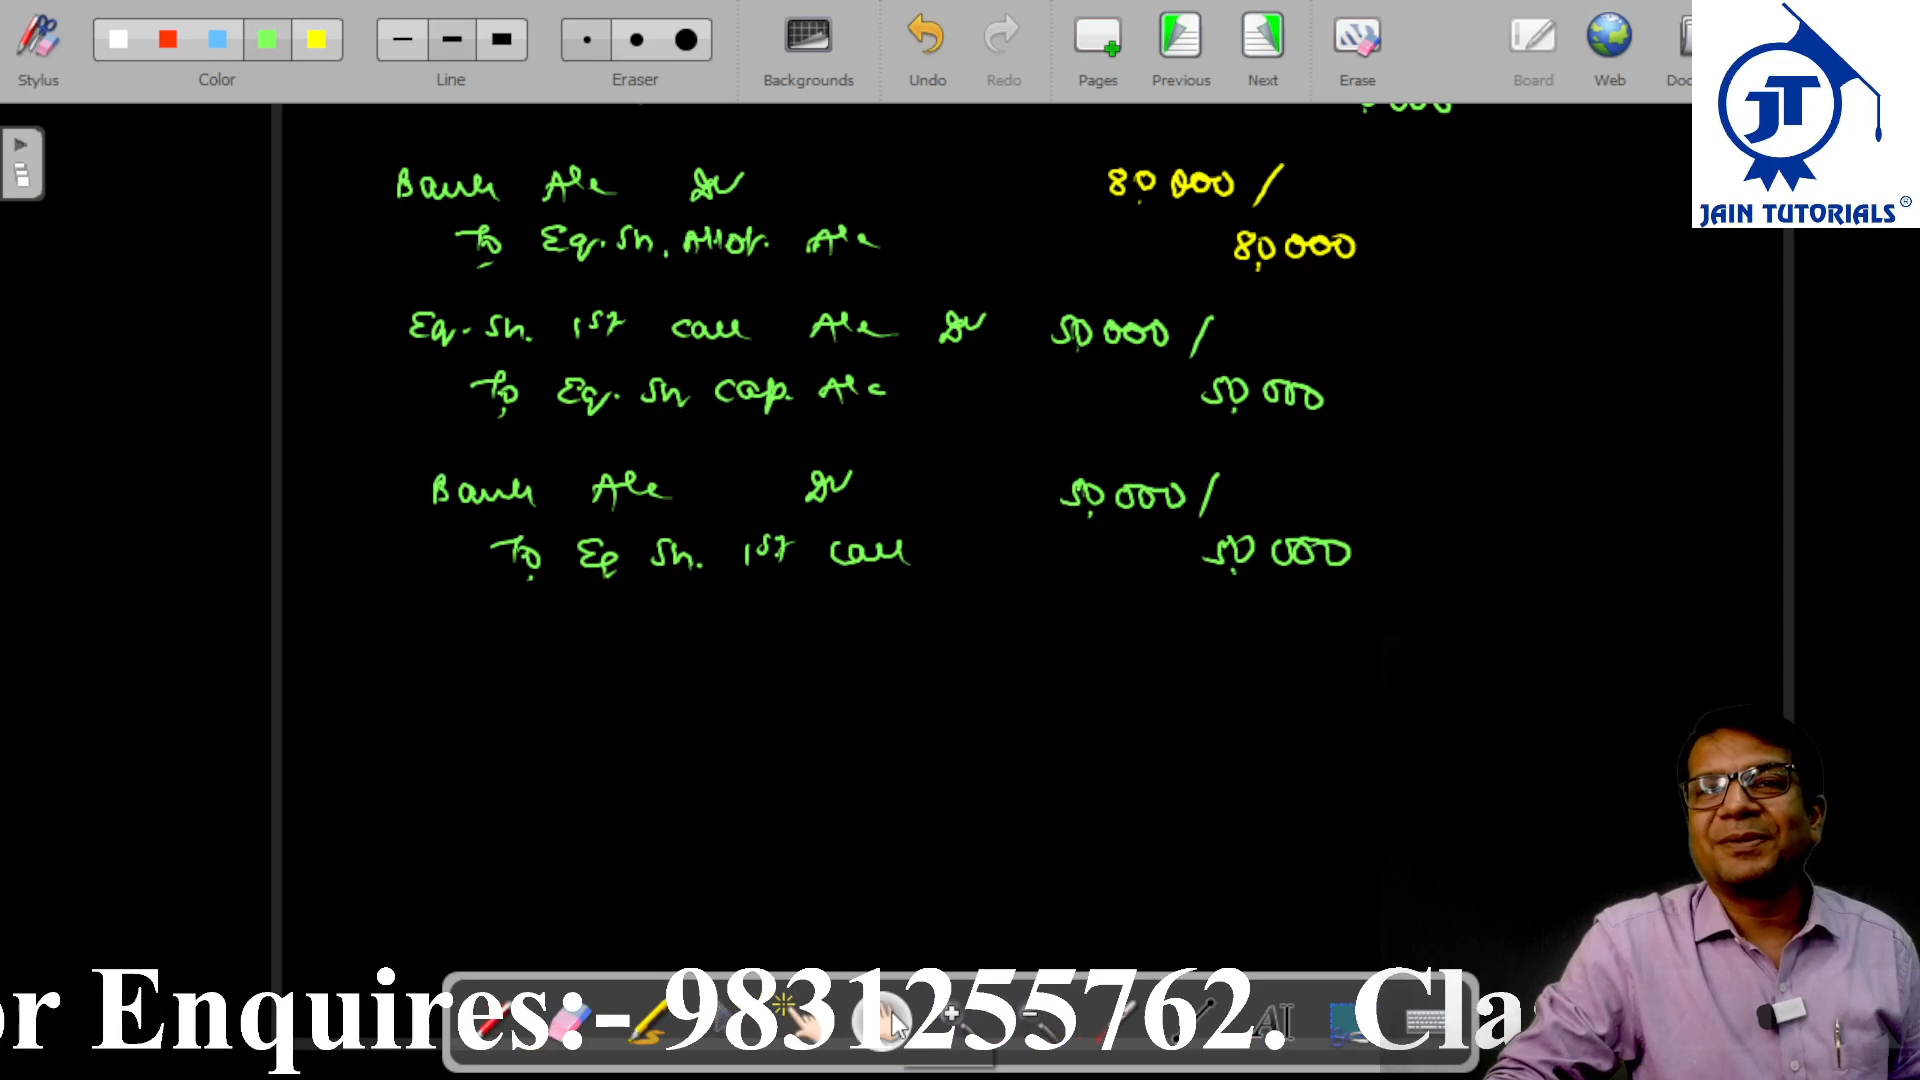 Stylus Color Line Eraser Backgrounds Undo Redo Pages Previous Next Erase Board Web
JT
JAIN TUTORIALS®
Bank A/c Dr 80,000 /
To Eq. Sh. Allot. A/c 80,000
Eq. Sh. 1st call A/c Dr 50,000 /
To Eq. Sh Cap. A/c 50,000
Bank A/c Dr 50,000 /
To Eq Sh. 1st call 50,000
or Enquires:- 9831255762. Cla